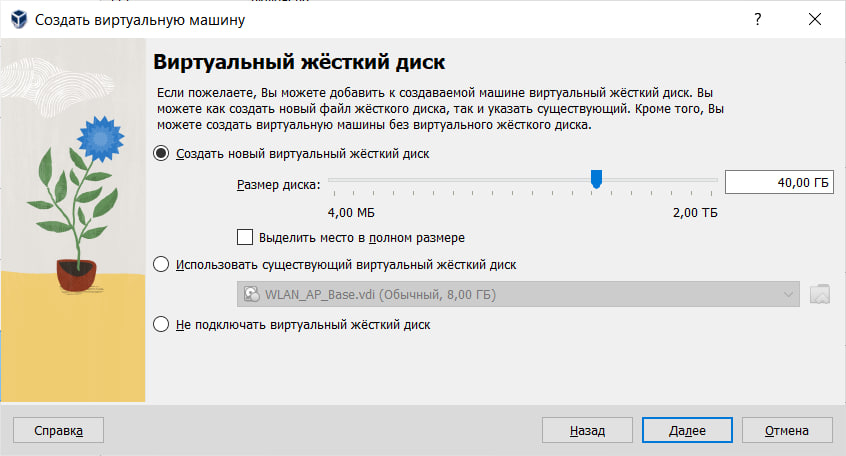 Создать виртуальную машину
?
Виртуальный жёсткий диск
Если пожелаете, Вы можете добавить к создаваемой машине виртуальный жёсткий диск. Вы
можете как создать новый файл жёсткого диска, так и указать существующий. Кроме того, Вы
можете создать виртуальную машины без виртуального жёсткого диска.
Создать новый виртуальный жёсткий диск
Размер диска:
40,00 ГБ
4,00 МБ
2,00 ТБ
Выделить место в полном размере
Использовать существующий виртуальный жёсткий диск
WLAN_AP_Base.vdi (Обычный, 8,00 ГБ)
Не подключать виртуальный жёсткий диск
Справка
Назад
Далее
Отмена